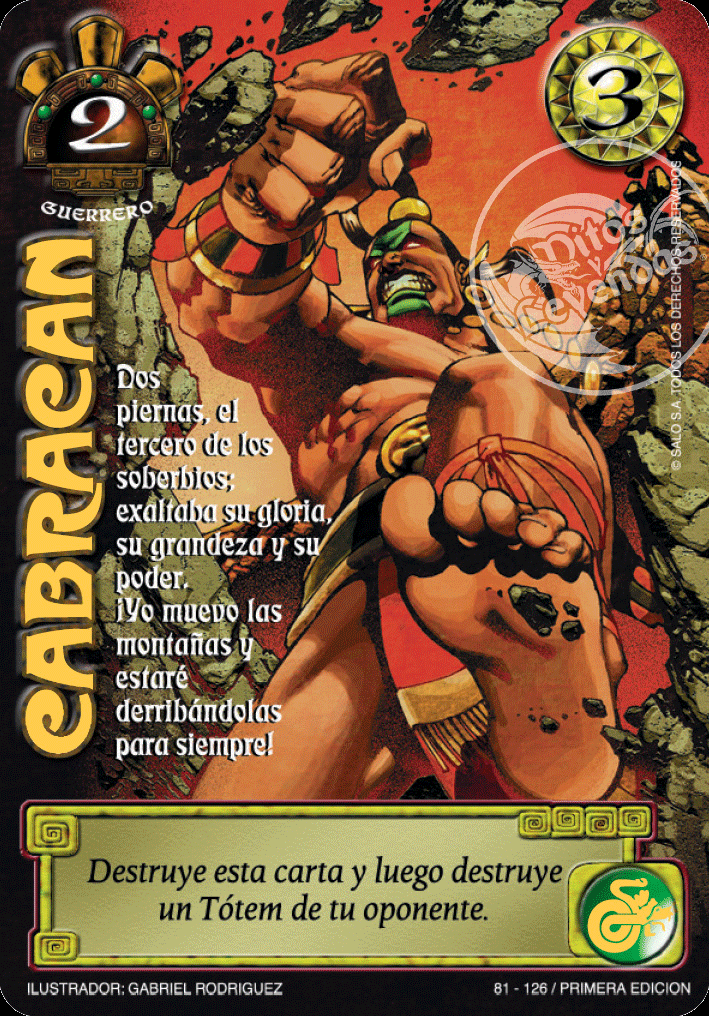 2
3
GUERRERO
CABRACAN
Mitos
y
Leyendas
© SALO S.A. TODOS LOS DERECHOS RESERVADOS
Dos
piernas, el
tercero de los
soberbios;
exaltaba su gloria,
su grandeza y su
poder.
¡Yo muevo las
montañas y
estaré
derribándolas
para siempre!
Destruye esta carta y luego destruye
un Tótem de tu oponente.
ILUSTRADOR: GABRIEL RODRIGUEZ
81 - 126 / PRIMERA EDICION